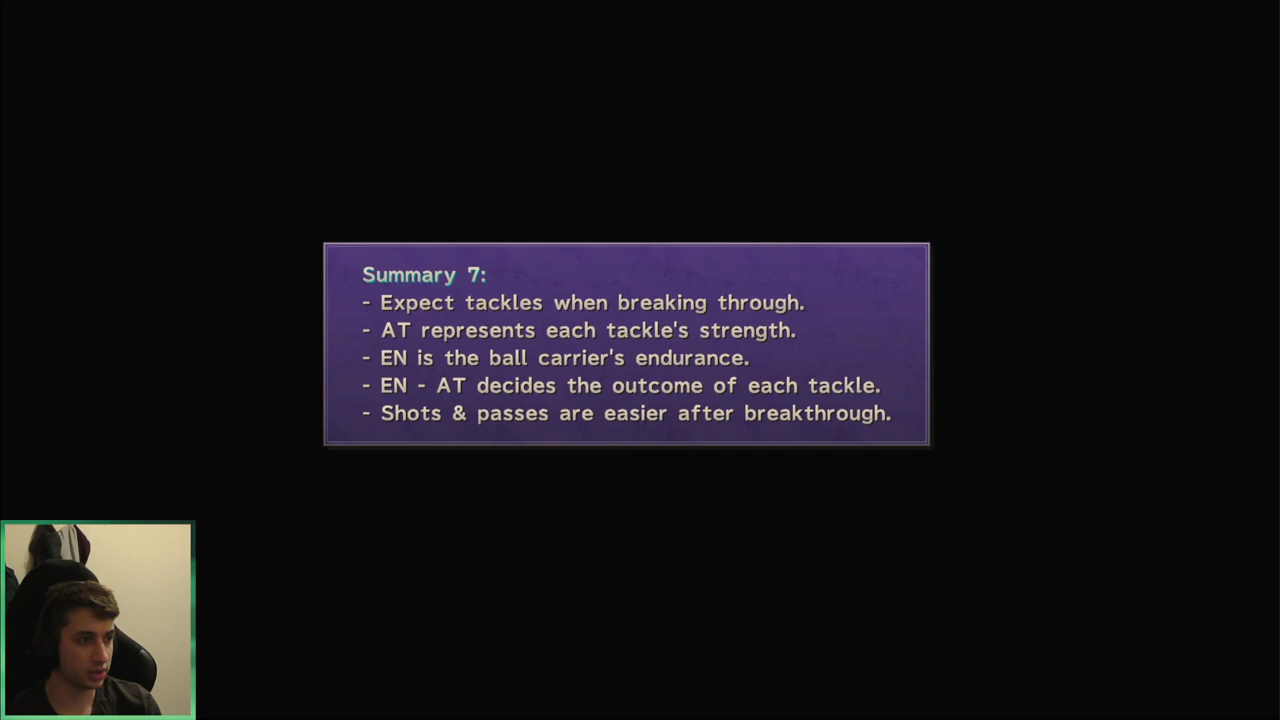 Summary 7:
- Expect tackles when breaking through.
- AT represents each tackle's strength.
- EN is the ball carrier's endurance.
- EN - AT decides the outcome of each tackle.
- Shots & passes are easier after breakthrough.